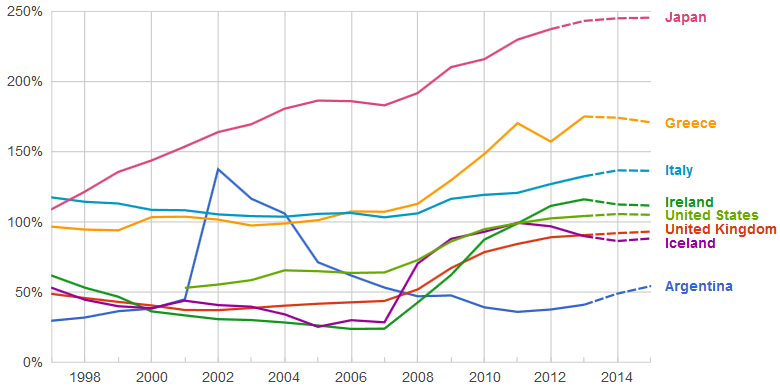 250%
Japan
200%
Greece
150%
Italy
Ireland
100%
United States
United Kingdom
Iceland
50%
Argentina
0%
1998 2000 2002 2004 2006 2008 2010 2012 2014